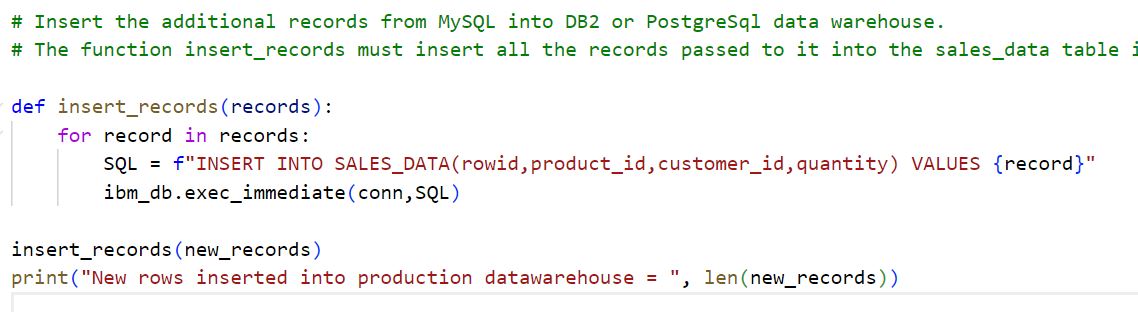 # Insert the additional records from MySQL into DB2 or PostgreSql data warehouse.
# The function insert_records must insert all the records passed to it into the sales_data table i
def insert_records(records):
for record in records:
SQL = f"INSERT INTO SALES_DATA(rowid,product_id,customer_id,quantity) VALUES {record}"
ibm_db.exec_immediate(conn,SQL)
insert_records(new_records)
print("New rows inserted into production datawarehouse = ", len(new_records))